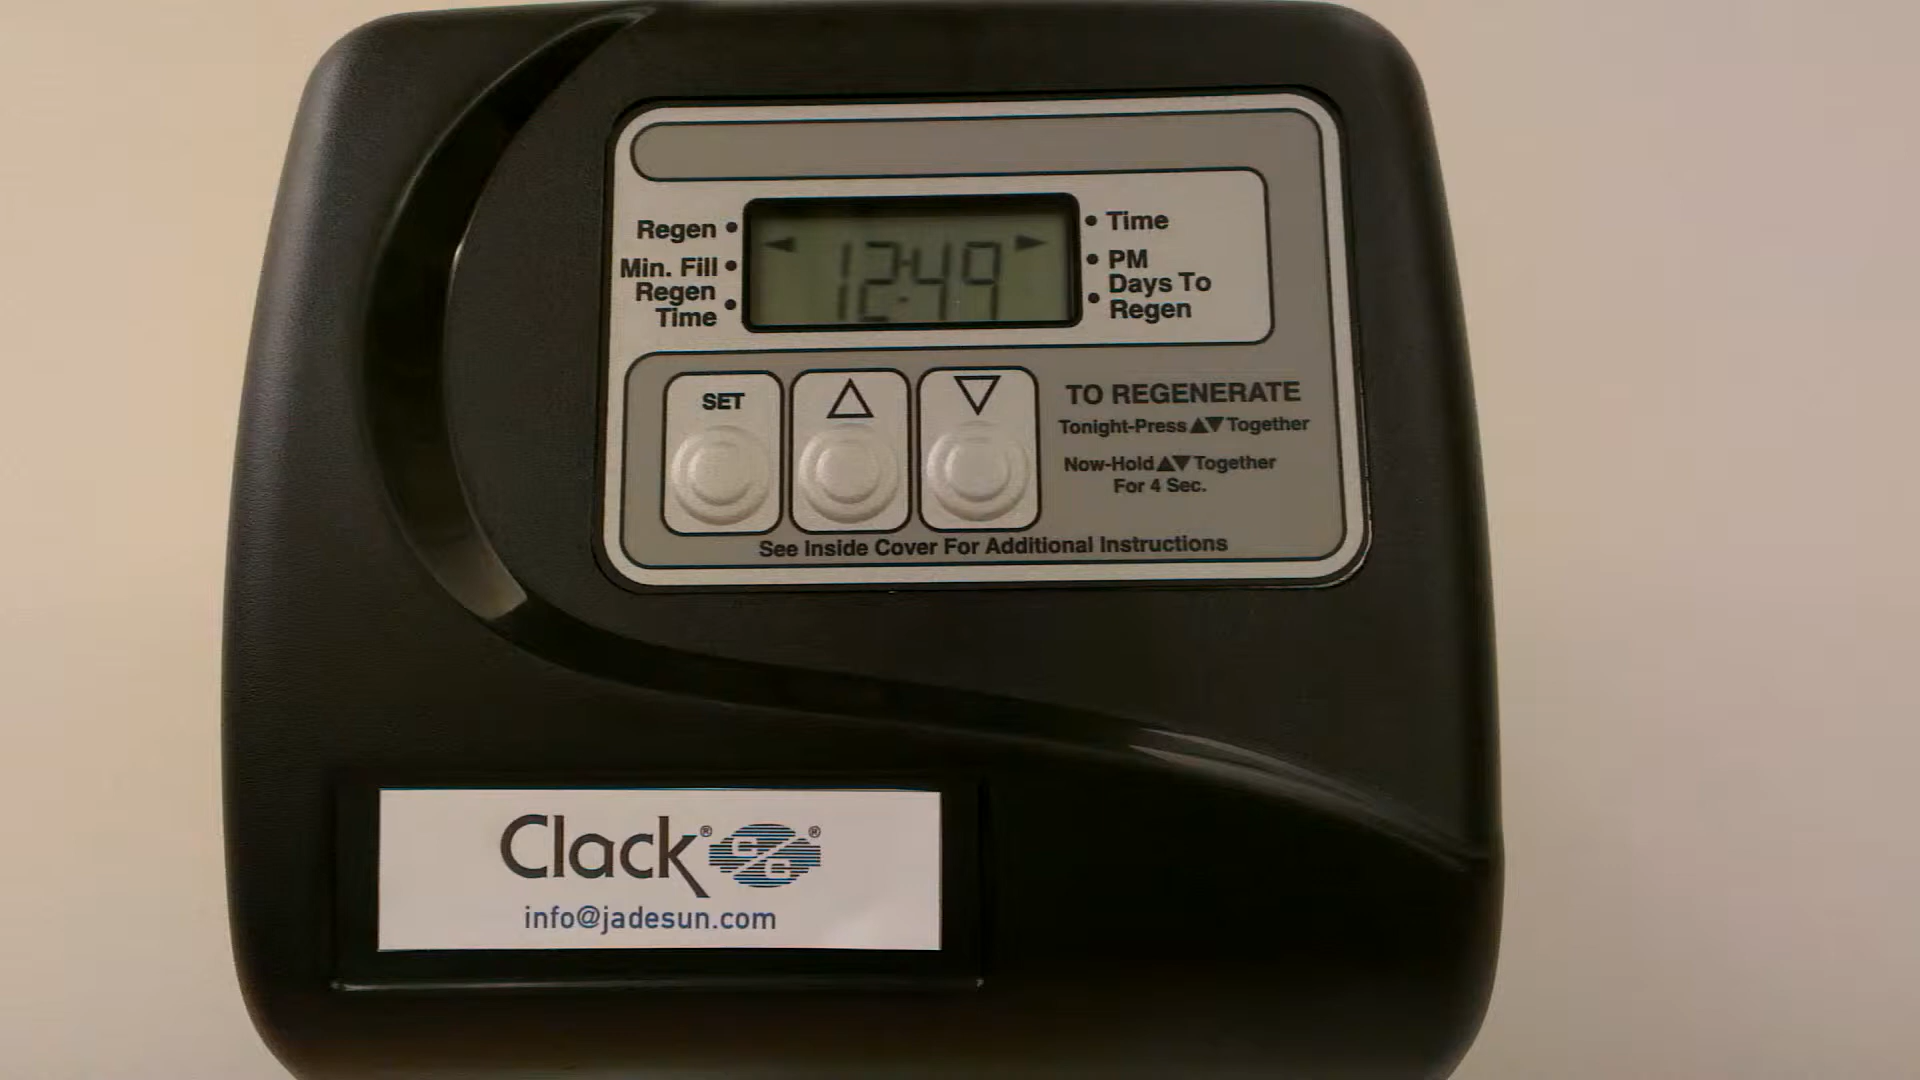 Regen •
Min. Fill •
Regen
Time •
12:49
• Time
• PM
Days To
• Regen
SET
TO REGENERATE
Tonight-Press ▲▼ Together
Now-Hold ▲▼ Together
For 4 Sec.
See Inside Cover For Additional Instructions
Clack® C/C®
info@jadesun.com